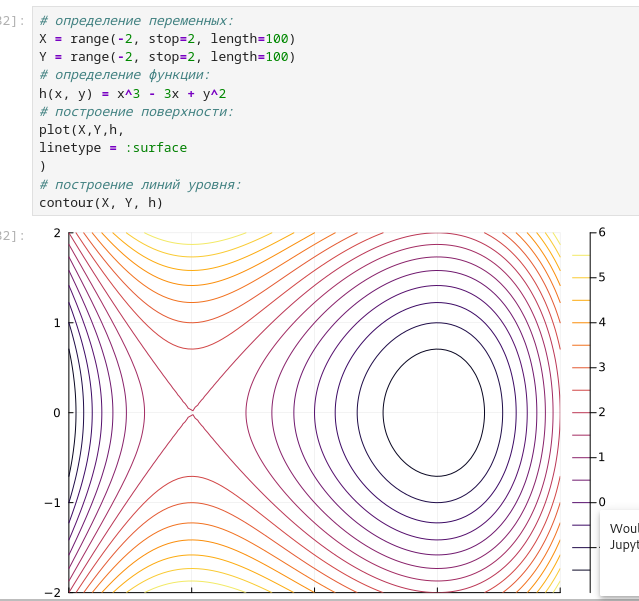 32]:
# определение переменных:
X = range(-2, stop=2, length=100)
Y = range(-2, stop=2, length=100)
# определение функции:
h(x, y) = x^3 - 3x + y^2
# построение поверхности:
plot(X,Y,h,
linetype = :surface
)
# построение линий уровня:
contour(X, Y, h)
32]:
2
1
0
−1
−2
6
5
4
3
2
1
0